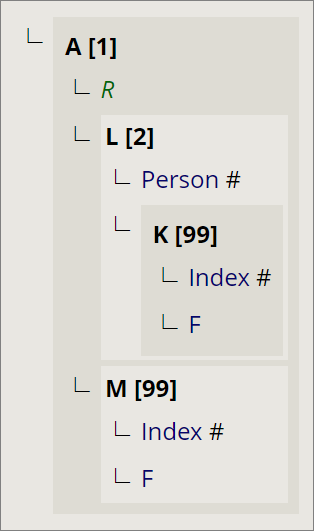 A [1]
R
L [2]
Person #
K [99]
Index #
F
M [99]
Index #
F